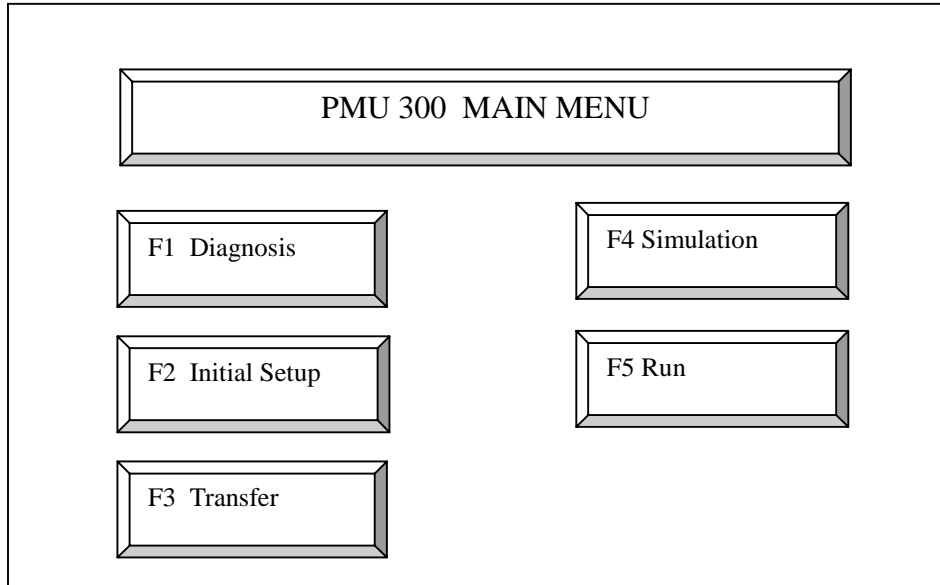 PMU 300  MAIN MENU
F1  Diagnosis
F2  Initial Setup
F3  Transfer
F4 Simulation
F5 Run